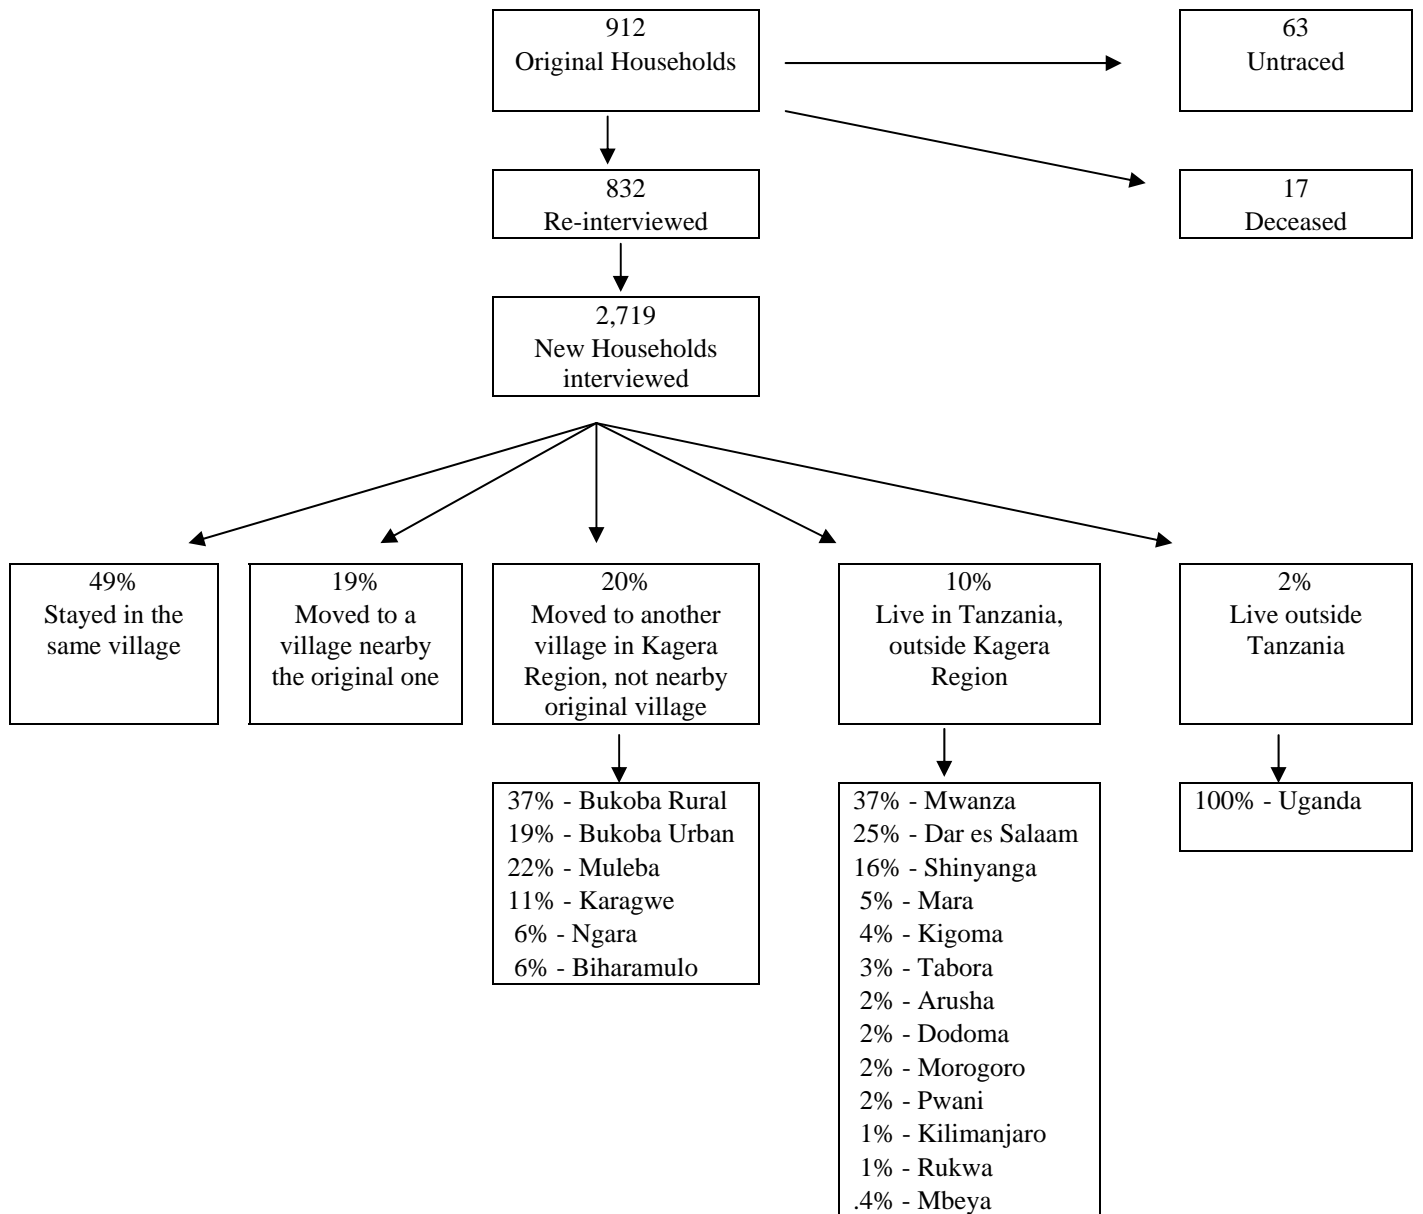 912
Original Households
63
Untraced
832
Re-interviewed
17
Deceased
2,719
New Households
interviewed
49%
Stayed in the
same village
19%
Moved to a
village nearby
the original one
20%
Moved to another
village in Kagera
Region, not nearby
original village
10%
Live in Tanzania,
outside Kagera
Region
2%
Live outside
Tanzania
37% - Bukoba Rural
19% - Bukoba Urban
22% - Muleba
11% - Karagwe
6% - Ngara
6% - Biharamulo
37% - Mwanza
25% - Dar es Salaam
16% - Shinyanga
5% - Mara
4% - Kigoma
3% - Tabora
2% - Arusha
2% - Dodoma
2% - Morogoro
2% - Pwani
1% - Kilimanjaro
1% - Rukwa
.4% - Mbeya
100% - Uganda